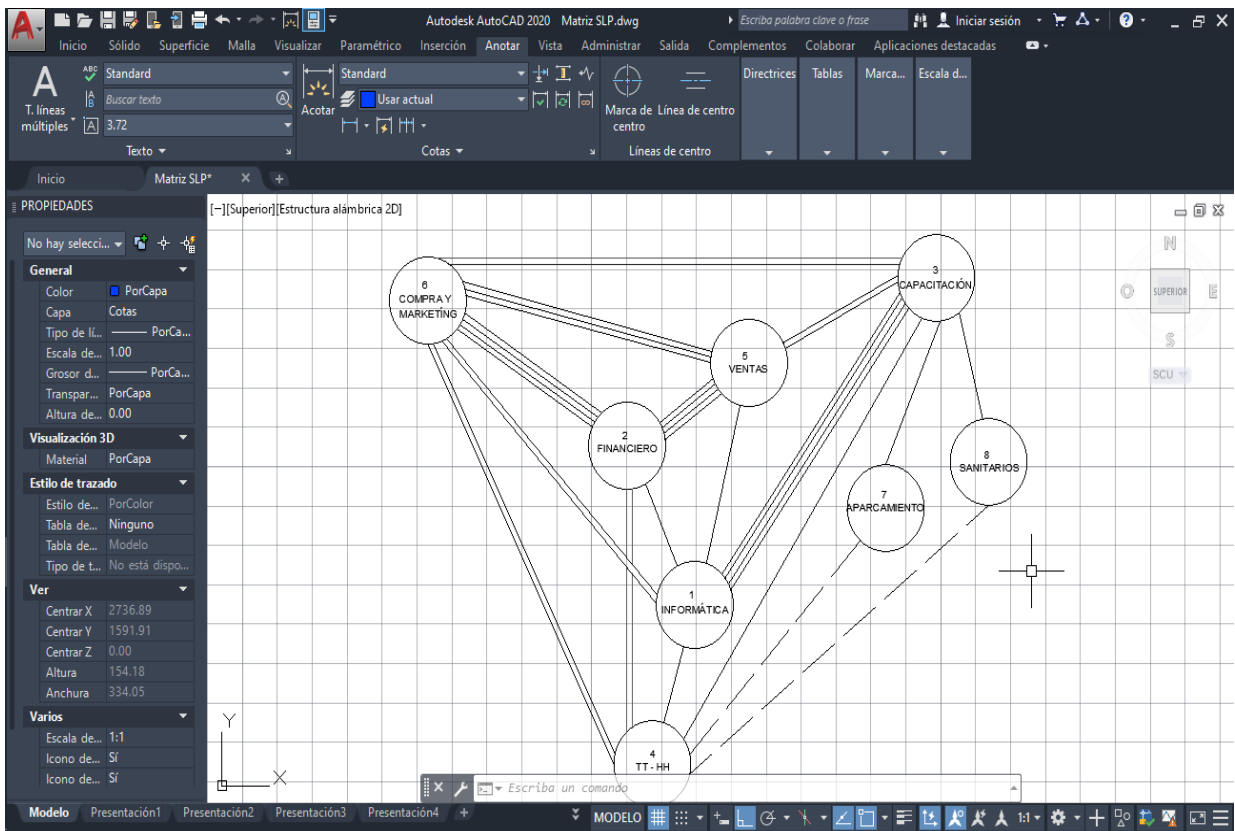 Autodesk AutoCAD 2020 Matriz SLP.dwg
Escriba palabra clave o frase
Iniciar sesión
Inicio Sólido Superficie Malla Visualizar Paramétrico Inserción Anotar Vista Administrar Salida Complementos Colaborar Aplicaciones destacadas
A
T. líneas
múltiples
ABC Standard
Buscar texto
3.72
Texto
Acotar
Standard
Usar actual
Cotas
Marca de
centro
Línea de centro
Líneas de centro
Directrices
Tablas
Marca...
Escala d...
Inicio
Matriz SLP*
PROPIEDADES
No hay selecci...
General
Color PorCapa
Capa Cotas
Tipo de lí... PorCa...
Escala de... 1.00
Grosor d... PorCa...
Transpar... PorCapa
Altura de... 0.00
Visualización 3D
Material PorCapa
Estilo de trazado
Estilo de... PorColor
Tabla de... Ninguno
Tabla de... Modelo
Tipo de t... No está dispo...
Ver
Centrar X 2736.89
Centrar Y 1591.91
Centrar Z 0.00
Altura 154.18
Anchura 334.05
Varios
Escala de... 1:1
Icono de... Sí
Icono de... Sí
[−][Superior][Estructura alámbrica 2D]
N
O SUPERIOR E
S
SCU
6
COMPRA Y
MARKETÍNG
3
CAPACITACIÓN
5
VENTAS
2
FINANCIERO
8
SANITARIOS
7
APARCAMIENTO
1
INFORMÁTICA
4
TT - HH
Y
X
Escriba un comando
Modelo Presentación1 Presentación2 Presentación3 Presentación4 +
MODELO
1:1